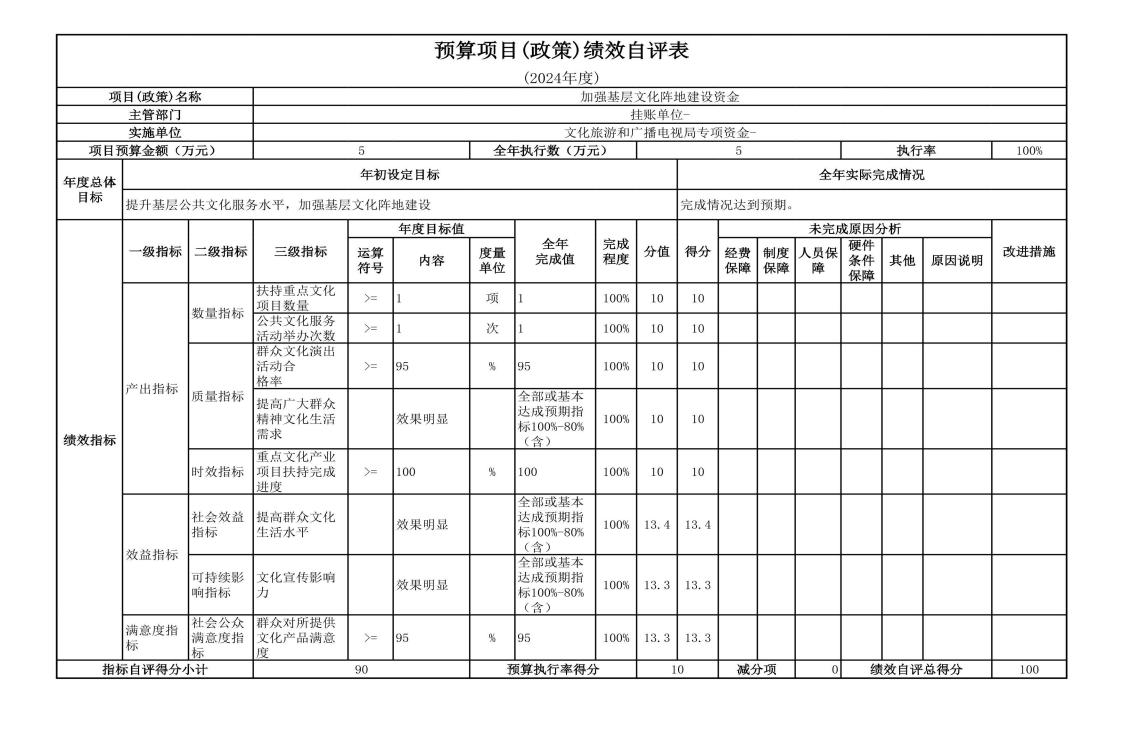 预算项目(政策)绩效自评表
(2024年度)
项目(政策)名称 加强基层文化阵地建设资金
主管部门 挂账单位-
实施单位 文化旅游和广播电视局专项资金-
项目预算金额（万元） 5 全年执行数（万元） 5 执行率 100%
年度总体
目标
年初设定目标 全年实际完成情况
提升基层公共文化服务水平，加强基层文化阵地建设 完成情况达到预期。
绩效指标
一级指标 二级指标 三级指标 年度目标值 全年
完成值 完成
程度 分值 得分 未完成原因分析 改进措施
运算
符号 内容 度量
单位 经费
保障 制度
保障 人员保
障 硬件
条件
保障 其他 原因说明
产出指标
数量指标
扶持重点文化
项目数量 >= 1 项 1 100% 10 10
公共文化服务
活动举办次数 >= 1 次 1 100% 10 10
质量指标
群众文化演出
活动合
格率 >= 95 % 95 100% 10 10
提高广大群众
精神文化生活
需求 效果明显 全部或基本
达成预期指
标100%-80%
（含） 100% 10 10
时效指标
重点文化产业
项目扶持完成
进度 >= 100 % 100 100% 10 10
效益指标
社会效益
指标
提高群众文化
生活水平 效果明显 全部或基本
达成预期指
标100%-80%
（含） 100% 13.4 13.4
可持续影
响指标
文化宣传影响
力 效果明显 全部或基本
达成预期指
标100%-80%
（含） 100% 13.3 13.3
满意度指
标
社会公众
满意度指
标
群众对所提供
文化产品满意
度 >= 95 % 95 100% 13.3 13.3
指标自评得分小计 90 预算执行率得分 10 减分项 0 绩效自评总得分 100